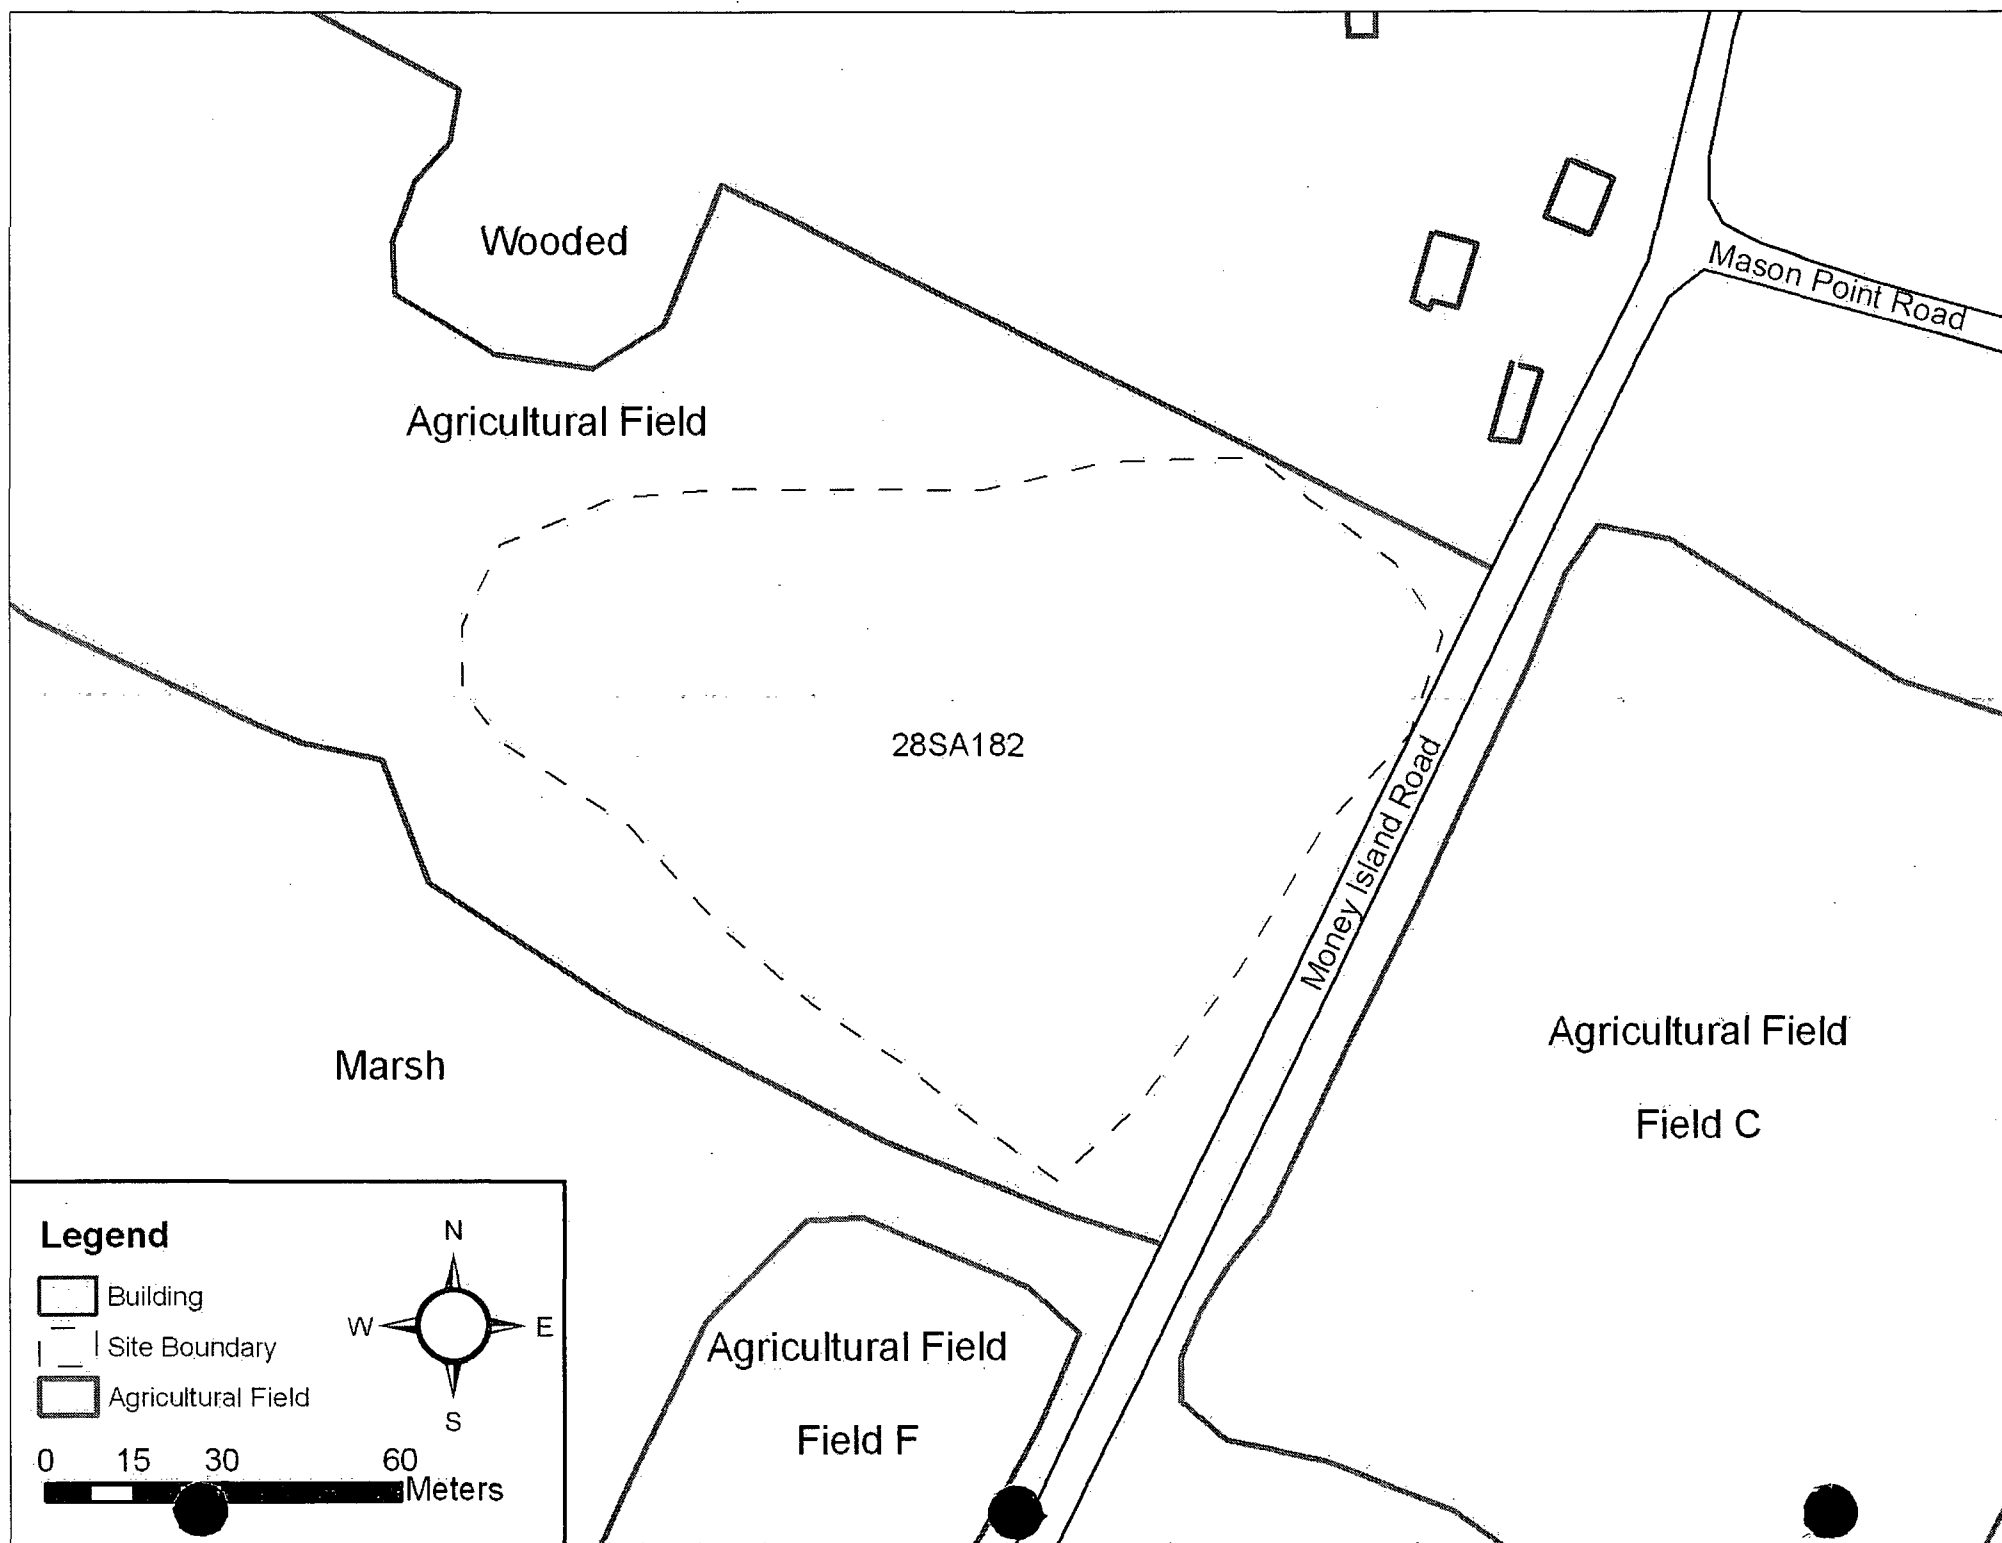 Wooded
Mason Point Road
Agricultural Field
28SA182
Money Island Road
Agricultural Field
Field C
Marsh
Agricultural Field
Field F
Legend
Building
Site Boundary
Agricultural Field
N
W
E
S
0 15 30 60
Meters